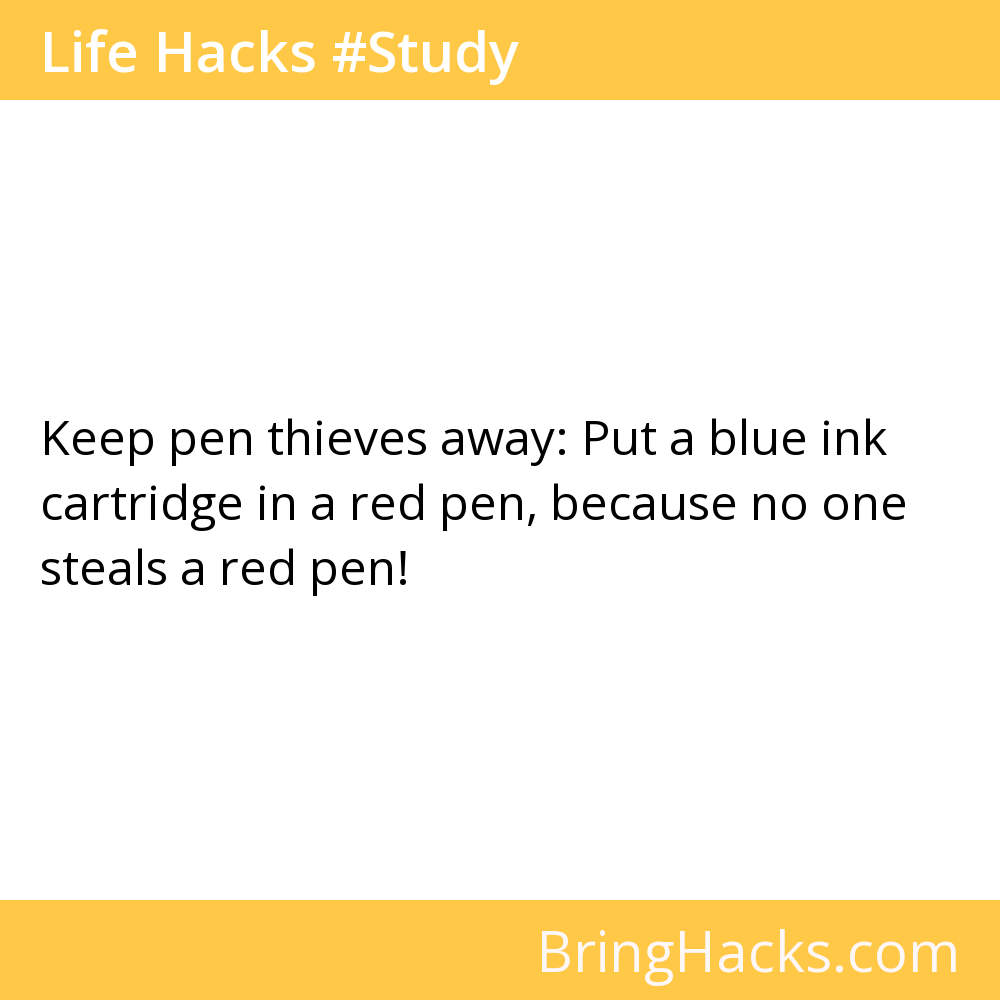 Life Hacks #Study
Keep pen thieves away: Put a blue ink
cartridge in a red pen, because no one
steals a red pen!
BringHacks.com